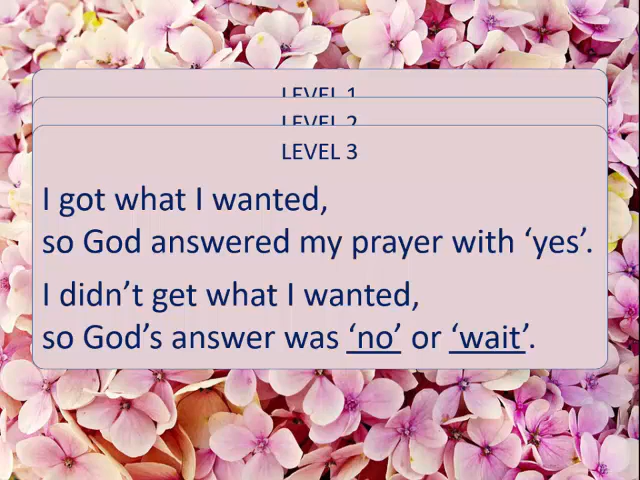 LEVEL 1
LEVEL 2
LEVEL 3
I got what I wanted,
so God answered my prayer with ‘yes’.
I didn’t get what I wanted,
so God’s answer was ‘no’ or ‘wait’.